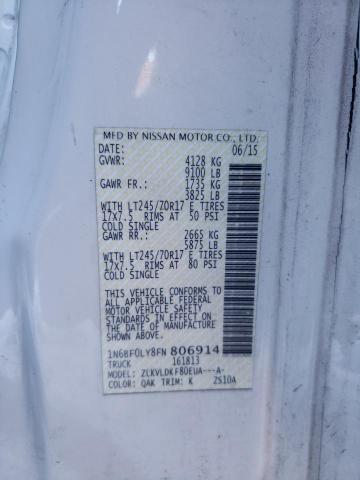 MFD BY NISSAN MOTOR CO., LTD.
DATE: 06/15
GVWR: 4128 KG
9100 LB
GAWR FR.: 1735 KG
3825 LB
WITH LT245/70R17 E TIRES
17X7.5 RIMS AT 50 PSI
COLD SINGLE
GAWR RR.: 2665 KG
5875 LB
WITH LT245/70R17 E TIRES
17X7.5 RIMS AT 80 PSI
COLD SINGLE
THIS VEHICLE CONFORMS TO
ALL APPLICABLE FEDERAL
MOTOR VEHICLE SAFETY
STANDARDS IN EFFECT ON
THE DATE OF MANUFACTURE
SHOWN ABOVE
1N6BF0LY8FN 806914
TRUCK 161813
MODEL: ZLKVLDKF80EUA---A-
COLOR: QAK TRIM: K ZS10A